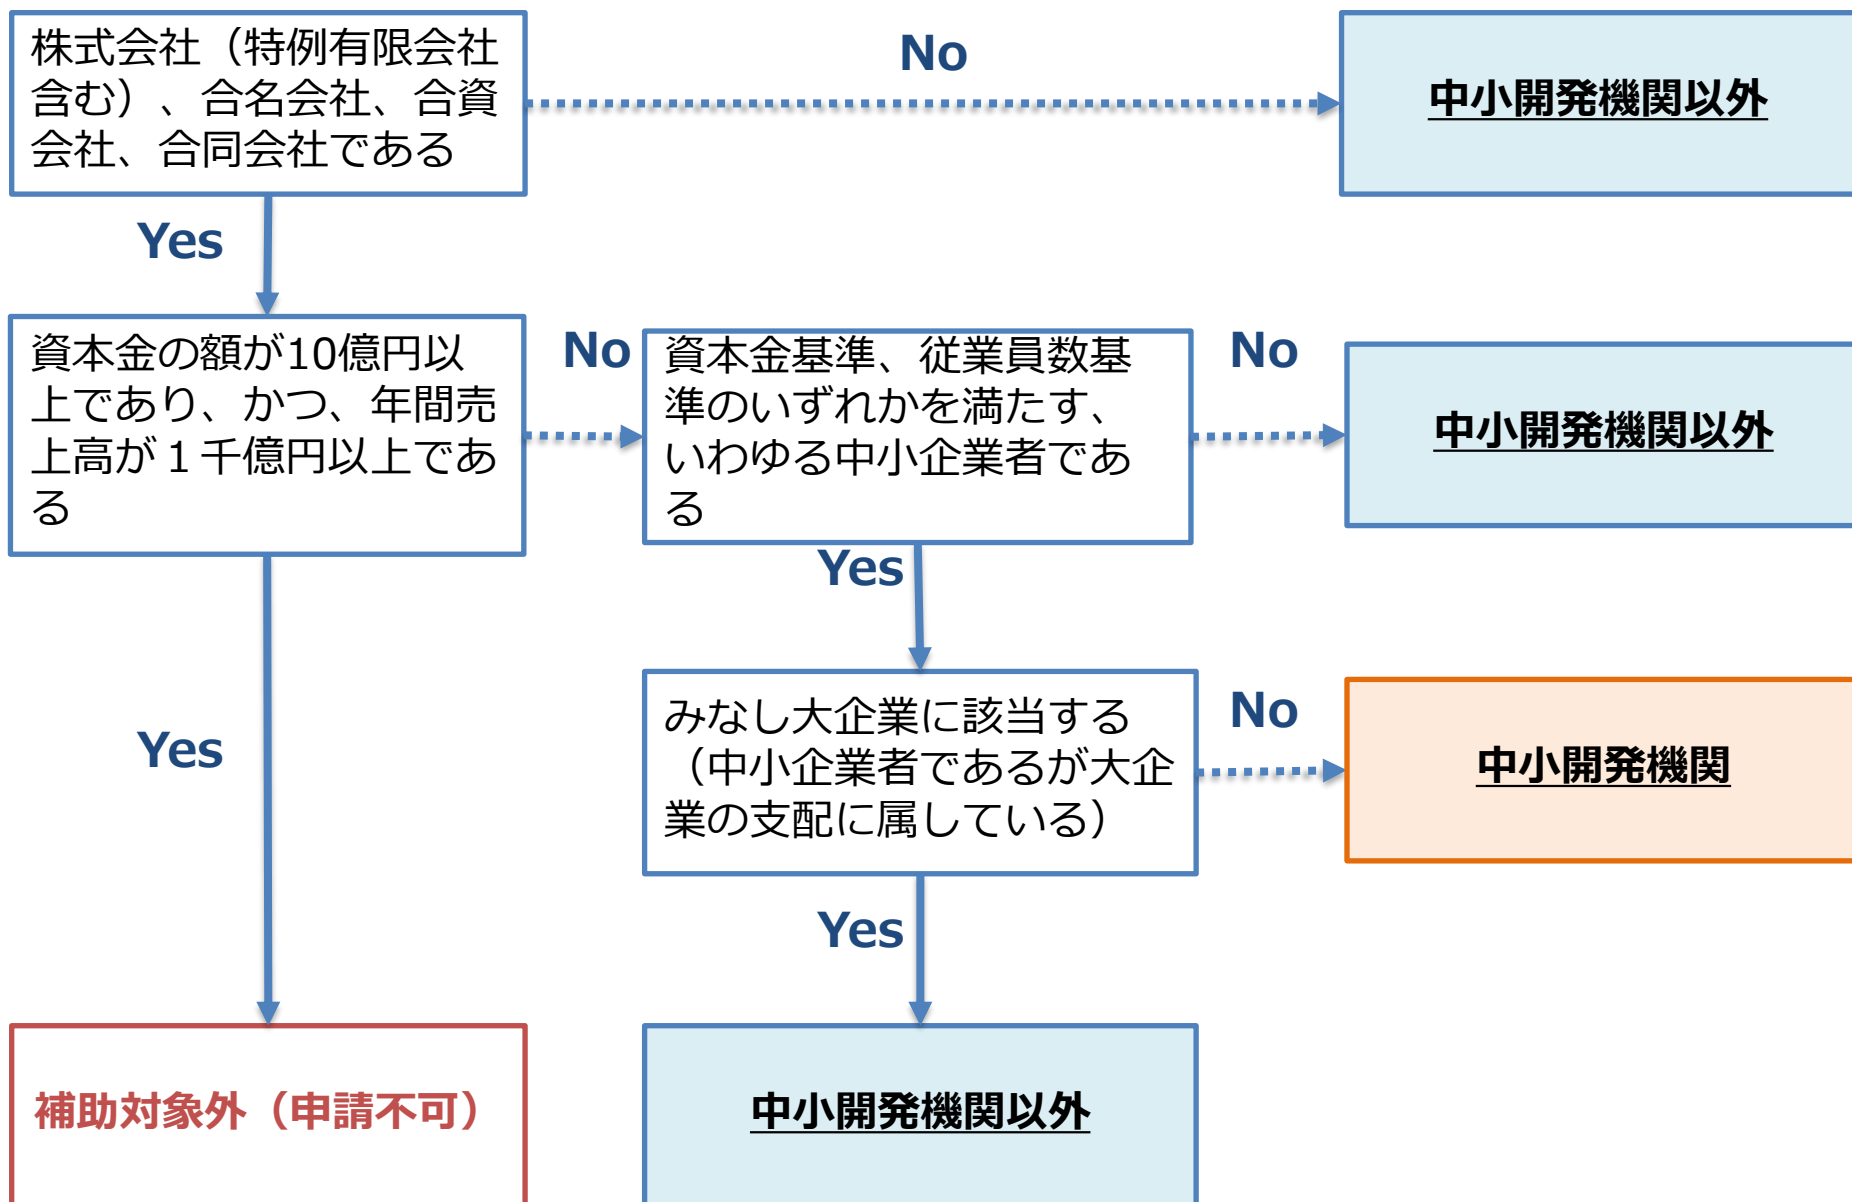 株式会社（特例有限会社
含む）、合名会社、合資
会社、合同会社である
No
中小開発機関以外
Yes
資本金の額が10億円以
上であり、かつ、年間売
上高が１千億円以上であ
る
No
資本金基準、従業員数基
準のいずれかを満たす、
いわゆる中小企業者であ
る
No
中小開発機関以外
Yes
みなし大企業に該当する
（中小企業者であるが大企
業の支配に属している）
No
中小開発機関
Yes
Yes
補助対象外（申請不可）
中小開発機関以外